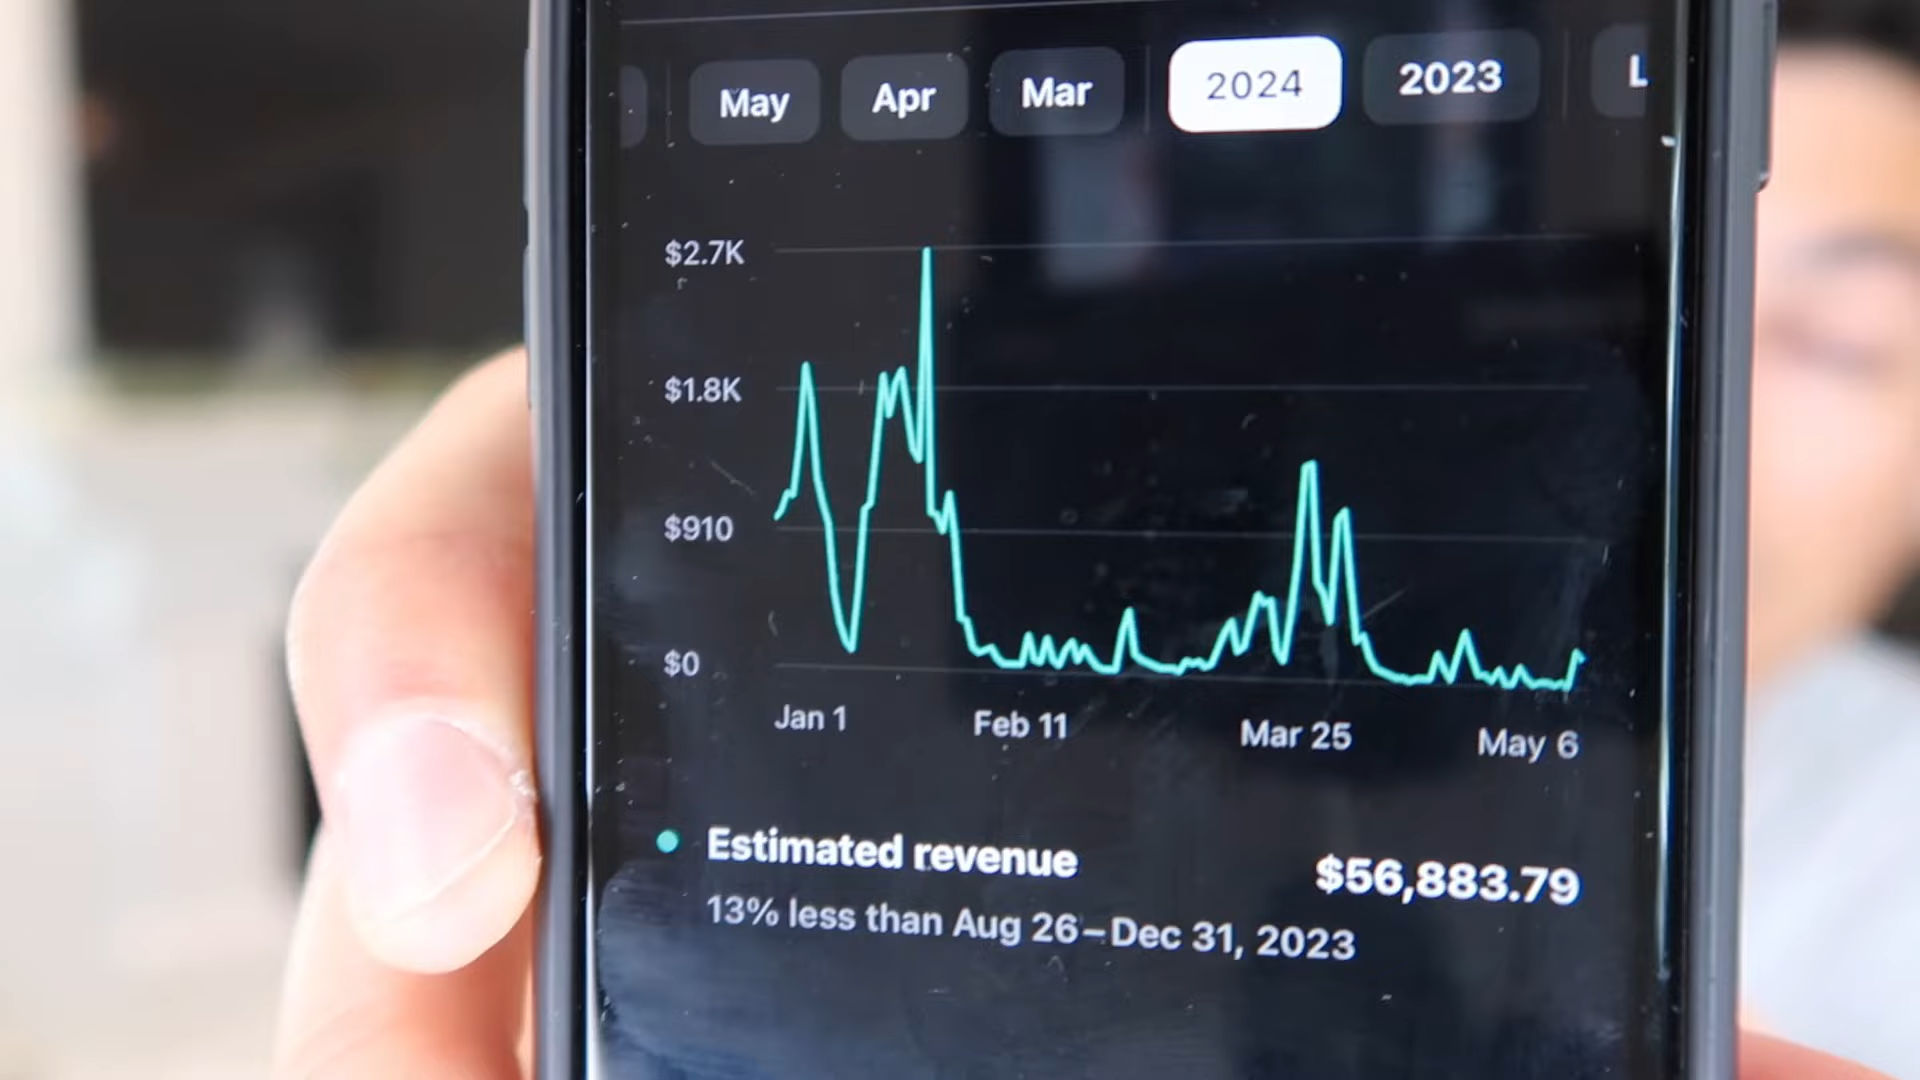 May Apr Mar 2024 2023 L
$2.7K
$1.8K
$910
$0
Jan 1 Feb 11 Mar 25 May 6
Estimated revenue $56,883.79
13% less than Aug 26–Dec 31, 2023